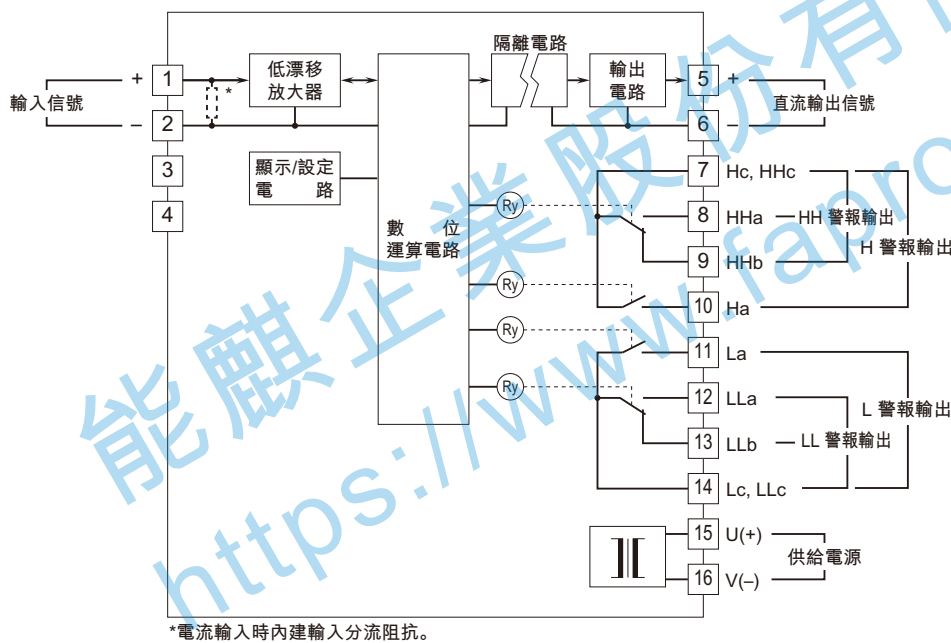 隔離電路
+ 1 低漂移
放大器
*
輸出
電路
5 +
輸入信號
直流輸出信號
– 2
6 –
3
顯示/設定
電 路
4
數 位
運算電路
Ry
Ry
Ry
Ry
7 Hc, HHc
8 HHa HH 警報輸出
9 HHb
H 警報輸出
10 Ha
11 La
12 LLa
L 警報輸出
13 LLb LL 警報輸出
14 Lc, LLc
15 U(+)
供給電源
16 V(–)
*電流輸入時內建輸入分流阻抗。
能麒企業股份有
https://www.fapro